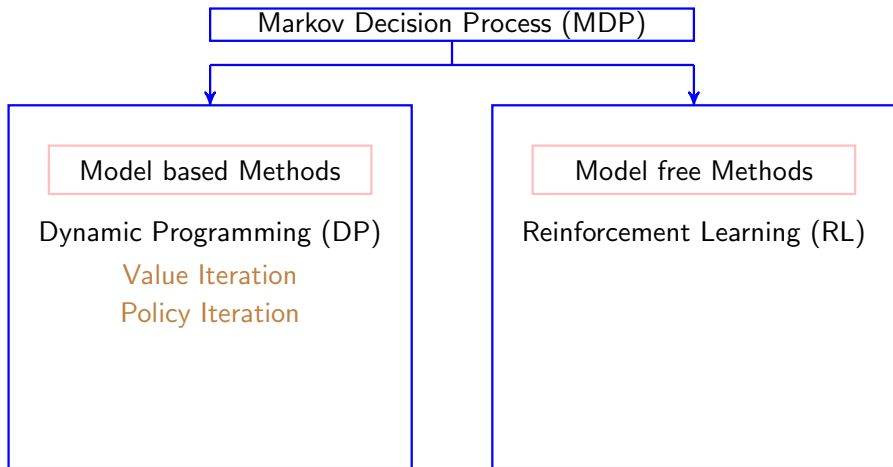 Markov Decision Process (MDP)
Model based Methods
Dynamic Programming (DP)
Value Iteration
Policy Iteration
Model free Methods
Reinforcement Learning (RL)